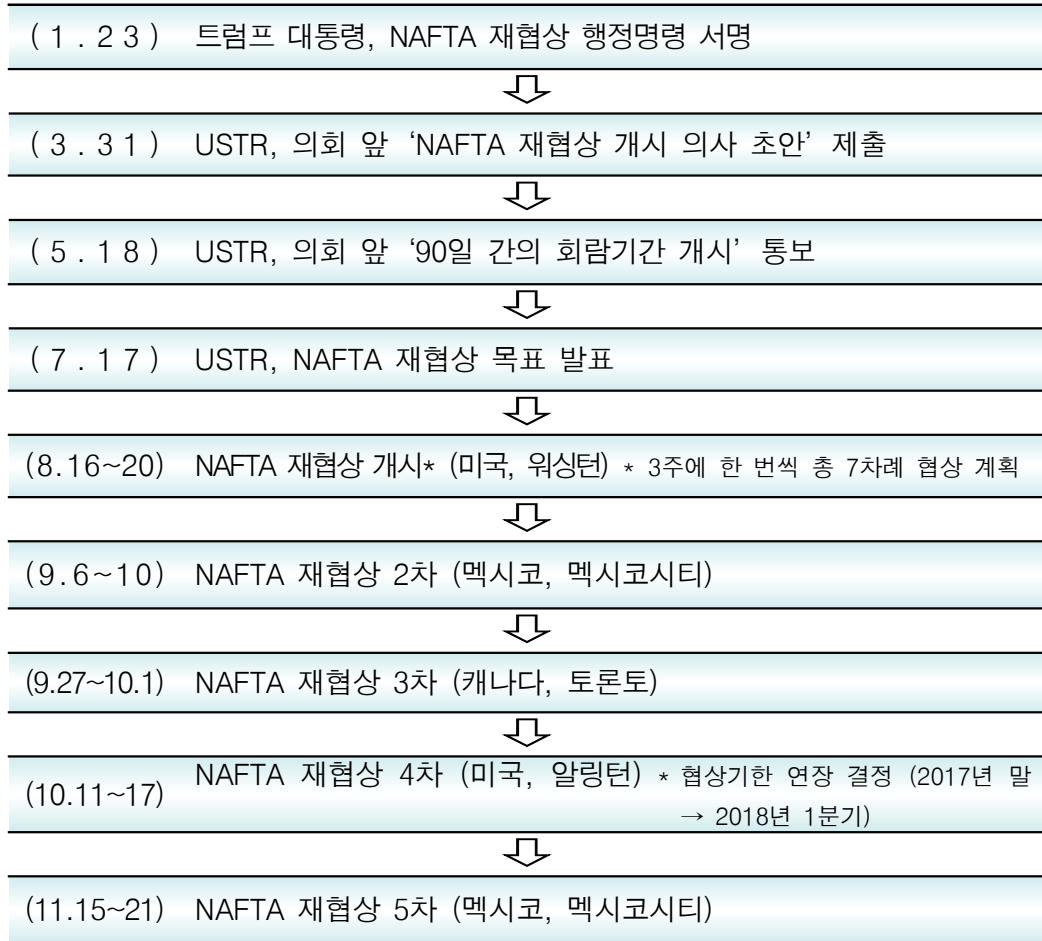 (1.23) 트럼프 대통령, NAFTA 재협상 행정명령 서명
(3.31) USTR, 의회 앞 ‘NAFTA 재협상 개시 의사 초안’ 제출
(5.18) USTR, 의회 앞 ‘90일 간의 회람기간 개시’ 통보
(7.17) USTR, NAFTA 재협상 목표 발표
(8.16~20) NAFTA 재협상 개시* (미국, 워싱턴) * 3주에 한 번씩 총 7차례 협상 계획
(9.6~10) NAFTA 재협상 2차 (멕시코, 멕시코시티)
(9.27~10.1) NAFTA 재협상 3차 (캐나다, 토론토)
(10.11~17) NAFTA 재협상 4차 (미국, 알링턴) * 협상기한 연장 결정 (2017년 말
→ 2018년 1분기)
(11.15~21) NAFTA 재협상 5차 (멕시코, 멕시코시티)